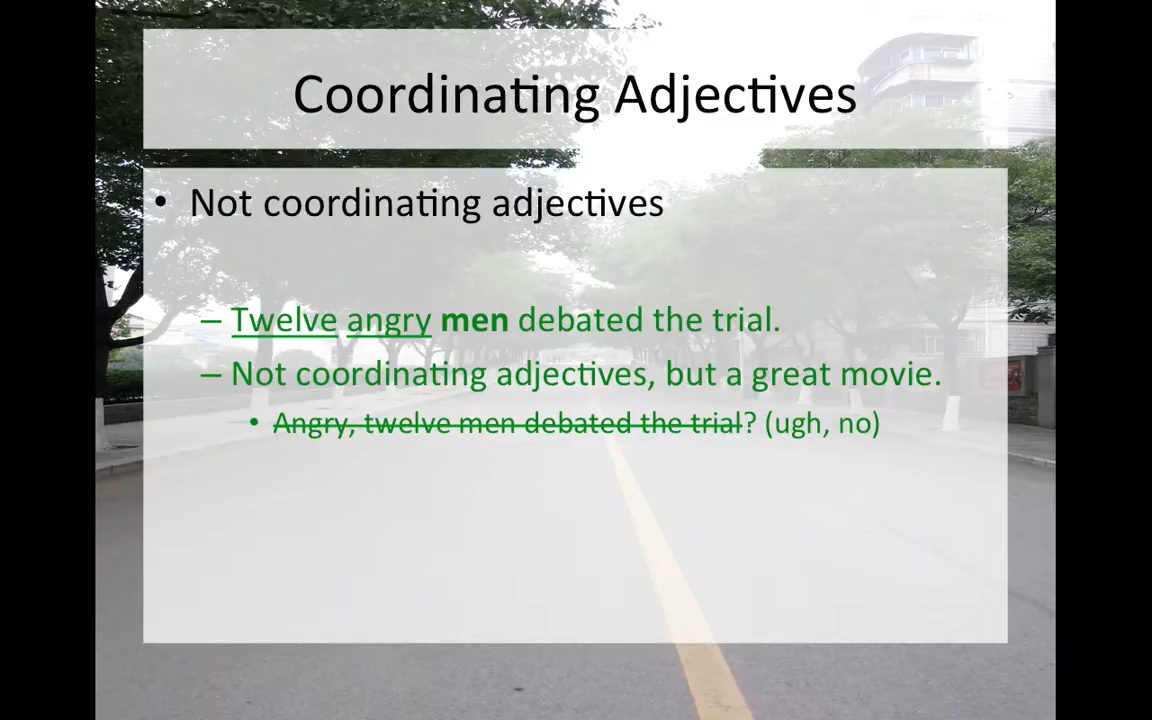 Coordinating Adjectives
• Not coordinating adjectives
– Twelve angry men debated the trial.
– Not coordinating adjectives, but a great movie.
• Angry, twelve men debated the trial? (ugh, no)